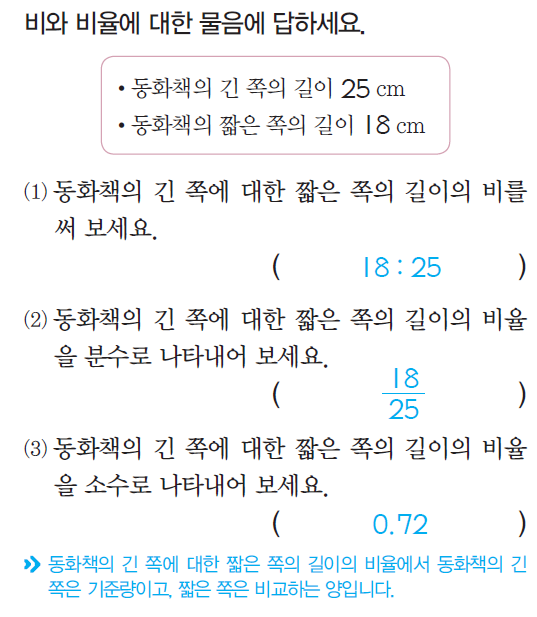 비와 비율에 대한 물음에 답하세요.
• 동화책의 긴 쪽의 길이 25 cm
• 동화책의 짧은 쪽의 길이 18 cm
(1) 동화책의 긴 쪽에 대한 짧은 쪽의 길이의 비를
써 보세요.
( 18 : 25 )
(2) 동화책의 긴 쪽에 대한 짧은 쪽의 길이의 비율
을 분수로 나타내어 보세요.
( 18/25 )
(3) 동화책의 긴 쪽에 대한 짧은 쪽의 길이의 비율
을 소수로 나타내어 보세요.
( 0.72 )
» 동화책의 긴 쪽에 대한 짧은 쪽의 길이의 비율에서 동화책의 긴
쪽은 기준량이고, 짧은 쪽은 비교하는 양입니다.